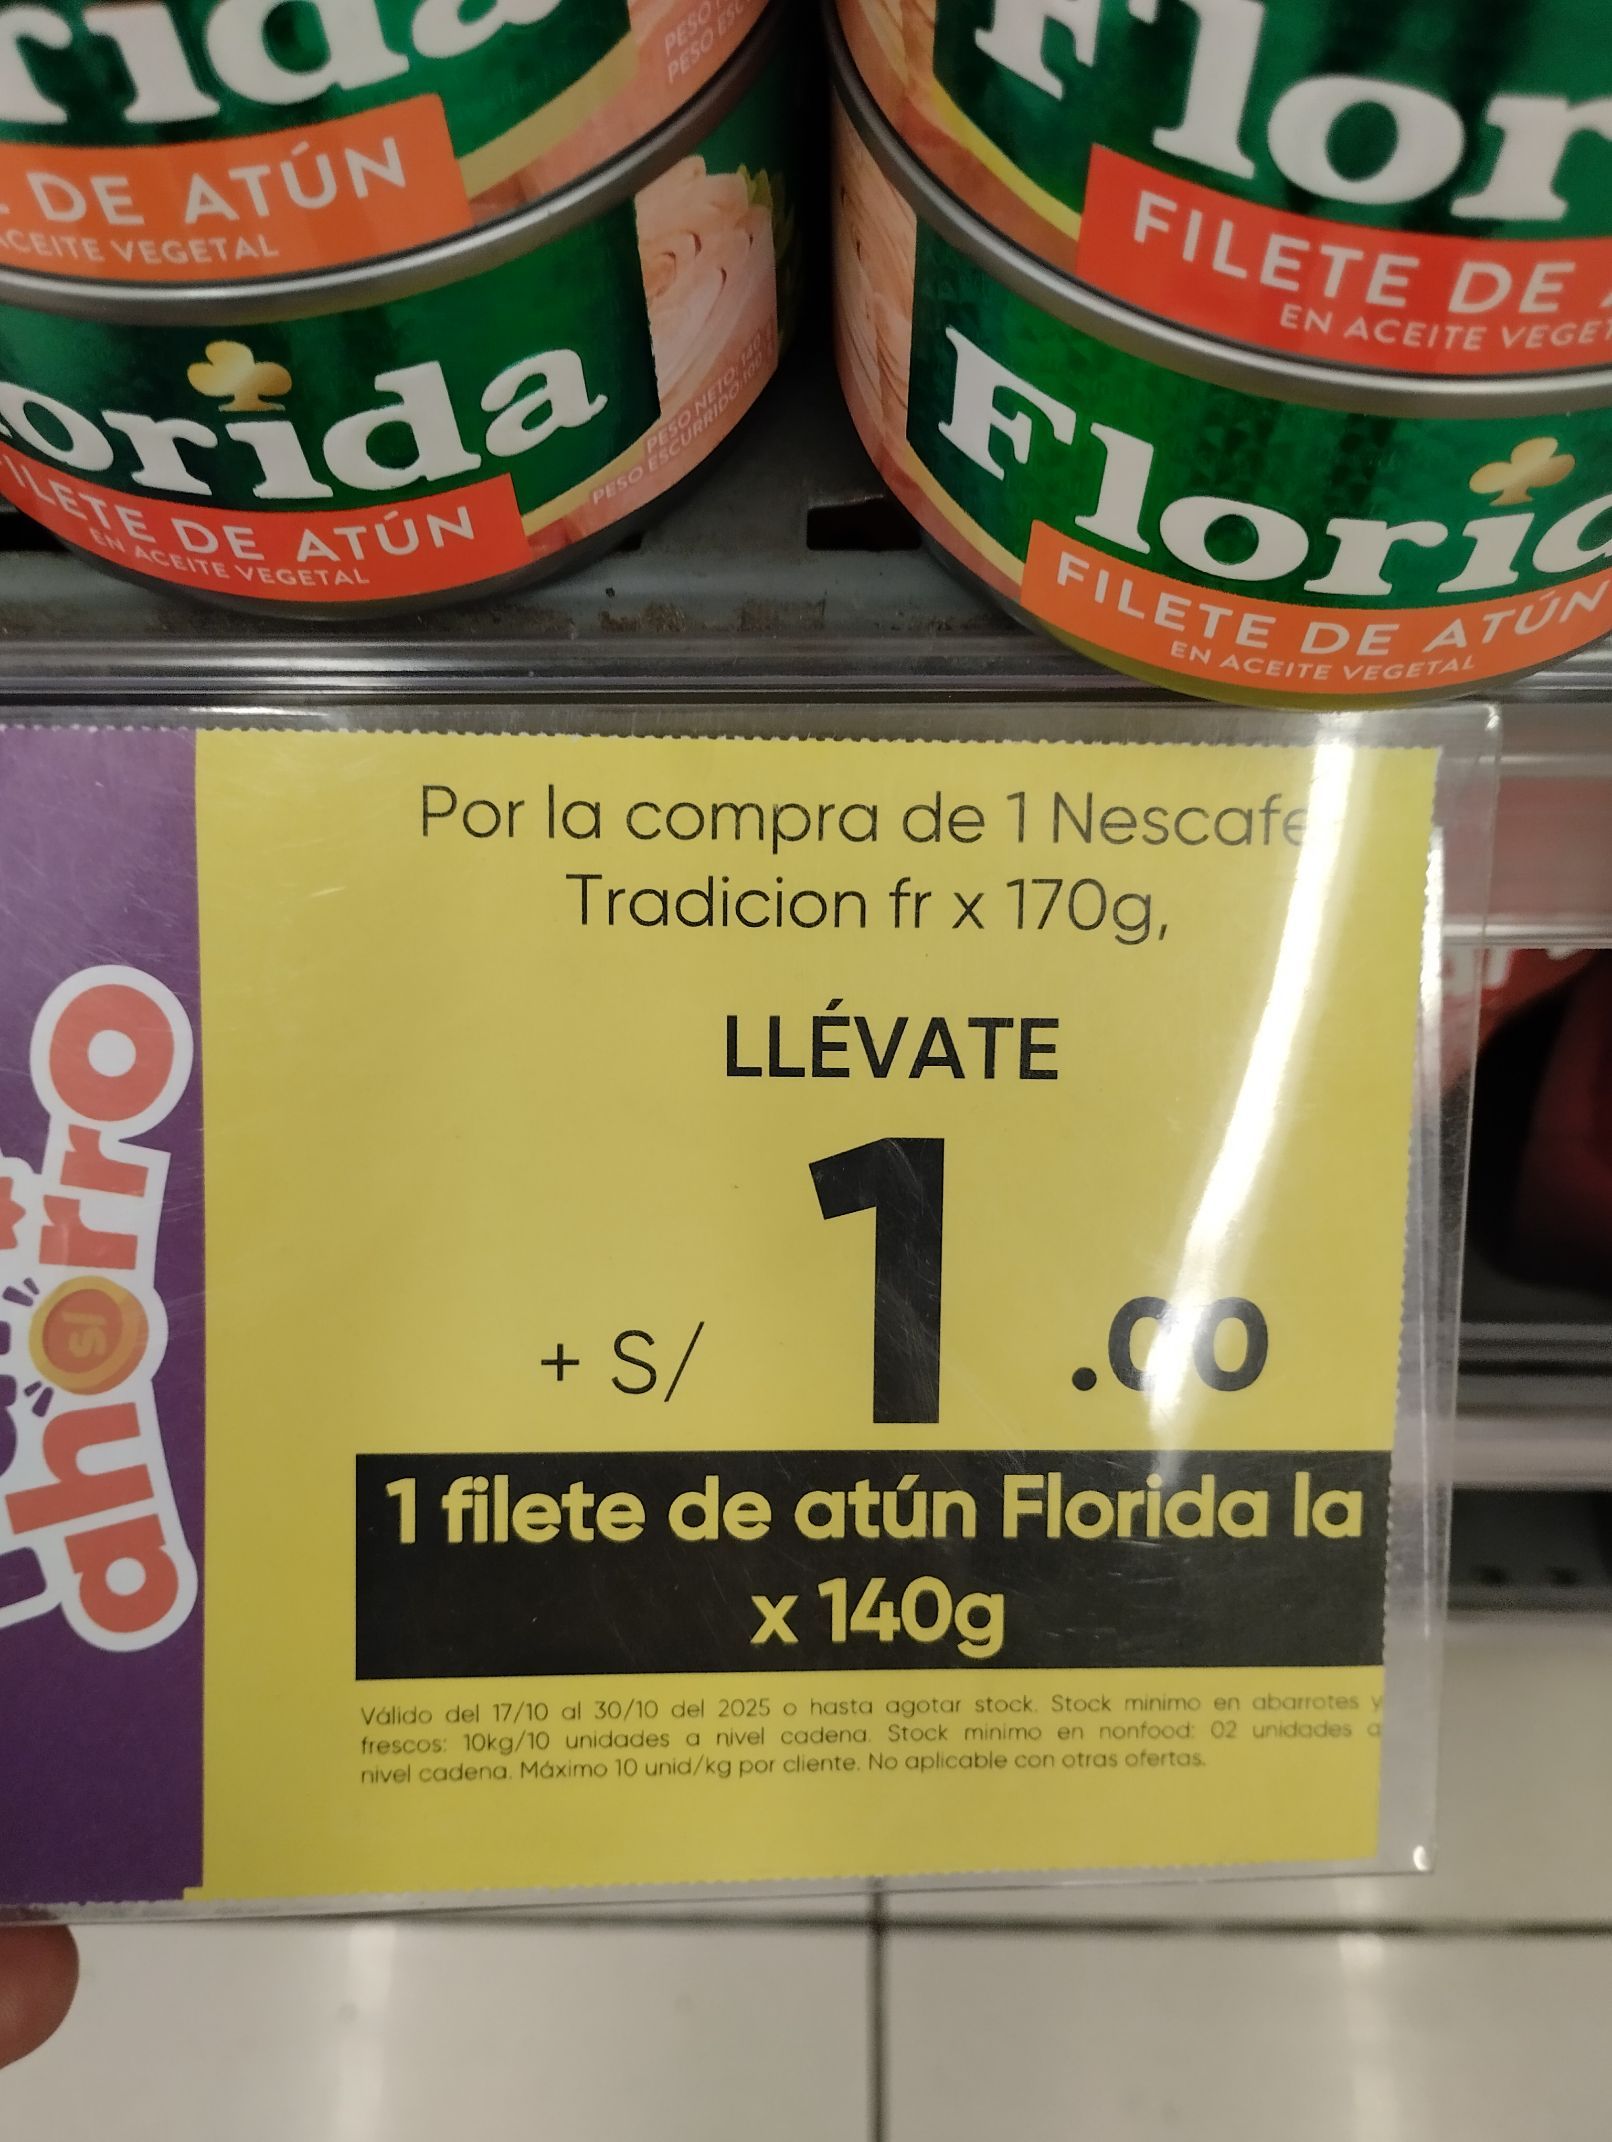 rida
DE ATÚN
ACEITE VEGETAL
PESO
PESO ESC
Flor
FILETE DE
EN ACEITE VEGET
orida
FILETE DE ATÚN
EN ACEITE VEGETAL
PESO NETO: 140
PESO ESCURRIDO: 100
Florid
FILETE DE ATÚN
EN ACEITE VEGETAL
ahorro
S/
Por la compra de 1 Nescafe
Tradicion fr x 170g,
LLÉVATE
+ S/ 1.00
1 filete de atún Florida la
x 140g
Válido del 17/10 al 30/10 del 2025 o hasta agotar stock. Stock minimo en abarrotes y
frescos: 10kg/10 unidades a nivel cadena. Stock minimo en nonfood: 02 unidades a
nivel cadena. Máximo 10 unid/kg por cliente. No aplicable con otras ofertas.